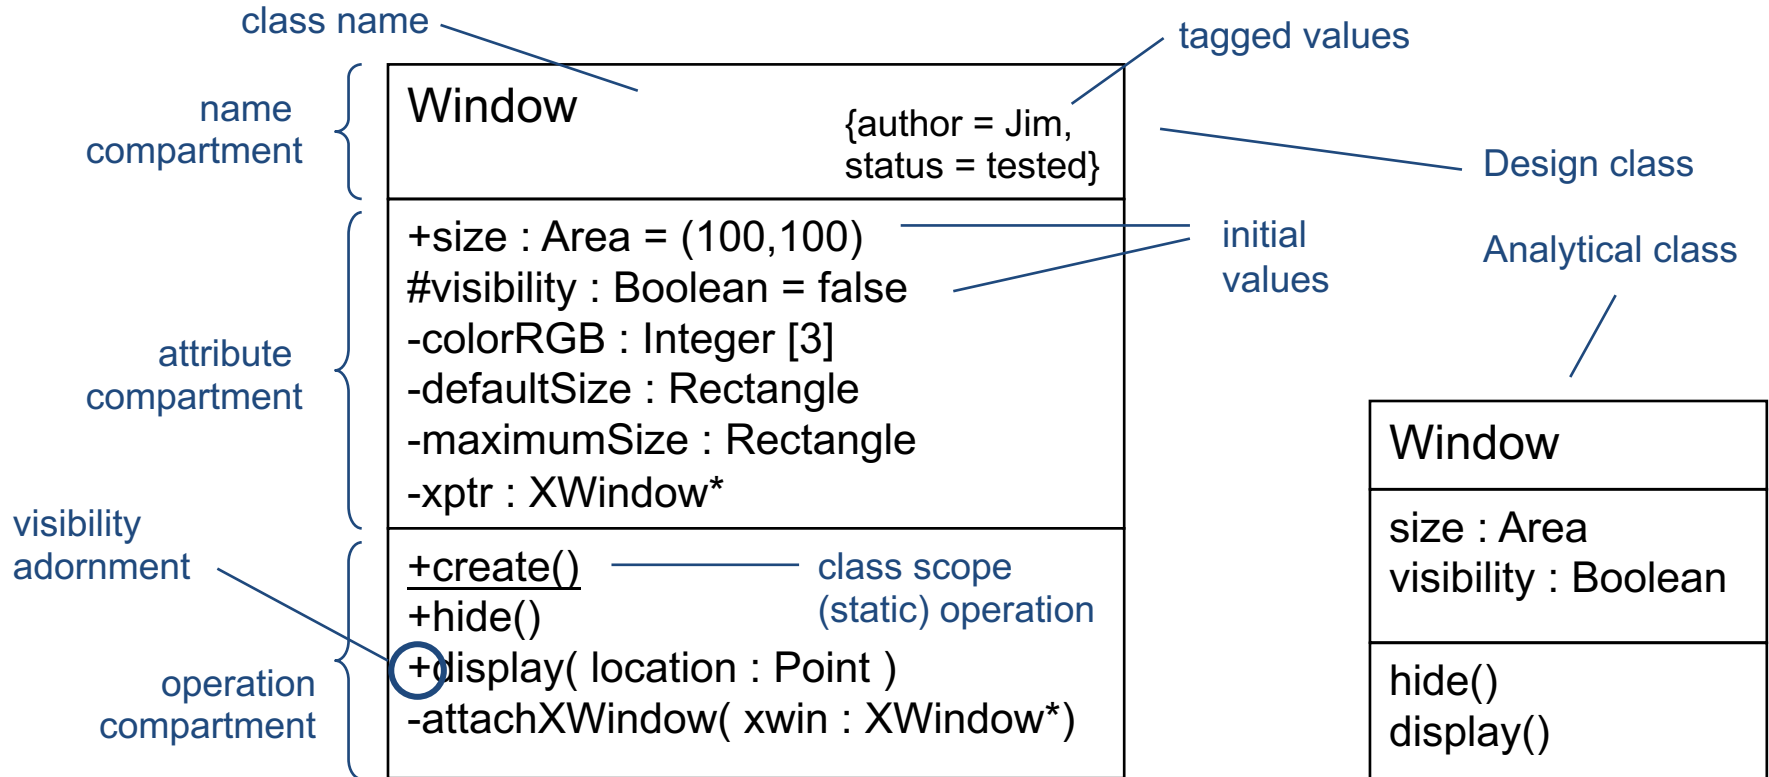 class name
tagged values
name
compartment
Window
{author = Jim,
status = tested}
Design class
attribute
compartment
+size : Area = (100,100)
#visibility : Boolean = false
-colorRGB : Integer [3]
-defaultSize : Rectangle
-maximumSize : Rectangle
-xptr : XWindow*
initial
values
Analytical class
visibility
adornment
operation
compartment
+create()
+hide()
+display( location : Point )
-attachXWindow( xwin : XWindow*)
class scope
(static) operation
Window
size : Area
visibility : Boolean
hide()
display()